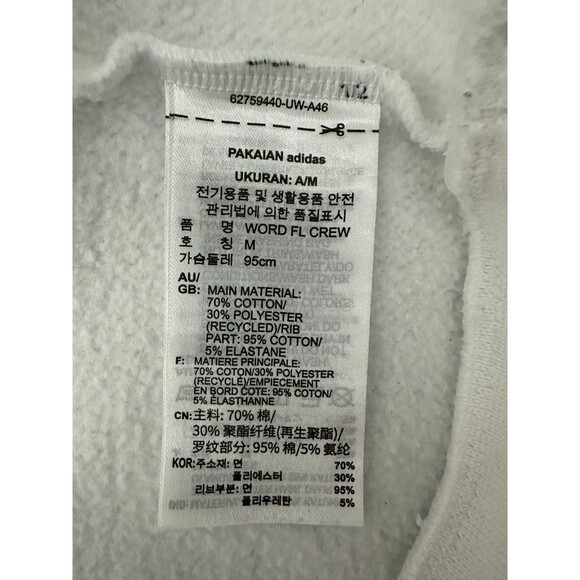 62759440-UW-A46
PAKAIAN adidas
UKURAN: A/M
전기용품 및 생활용품 안전
관리법에 의한 품질표시
품 명 WORD FL CREW
호 칭 M
가슴둘레 95cm
AU/
GB: MAIN MATERIAL:
70% COTTON/
30% POLYESTER
(RECYCLED)/RIB
PART: 95% COTTON/
5% ELASTANE
F: MATIERE PRINCIPALE:
70% COTON/30% POLYESTER
(RECYCLÉ)/EMPIECEMENT
EN BORD COTE: 95% COTON/
5% ÉLASTHANNE
CN: 主料: 70% 棉/
30% 聚酯纤维(再生聚酯)/
罗纹部分: 95% 棉/5% 氨纶
KOR: 주소재: 면 70%
폴리에스터 30%
리브부분: 면 95%
폴리우레탄 5%